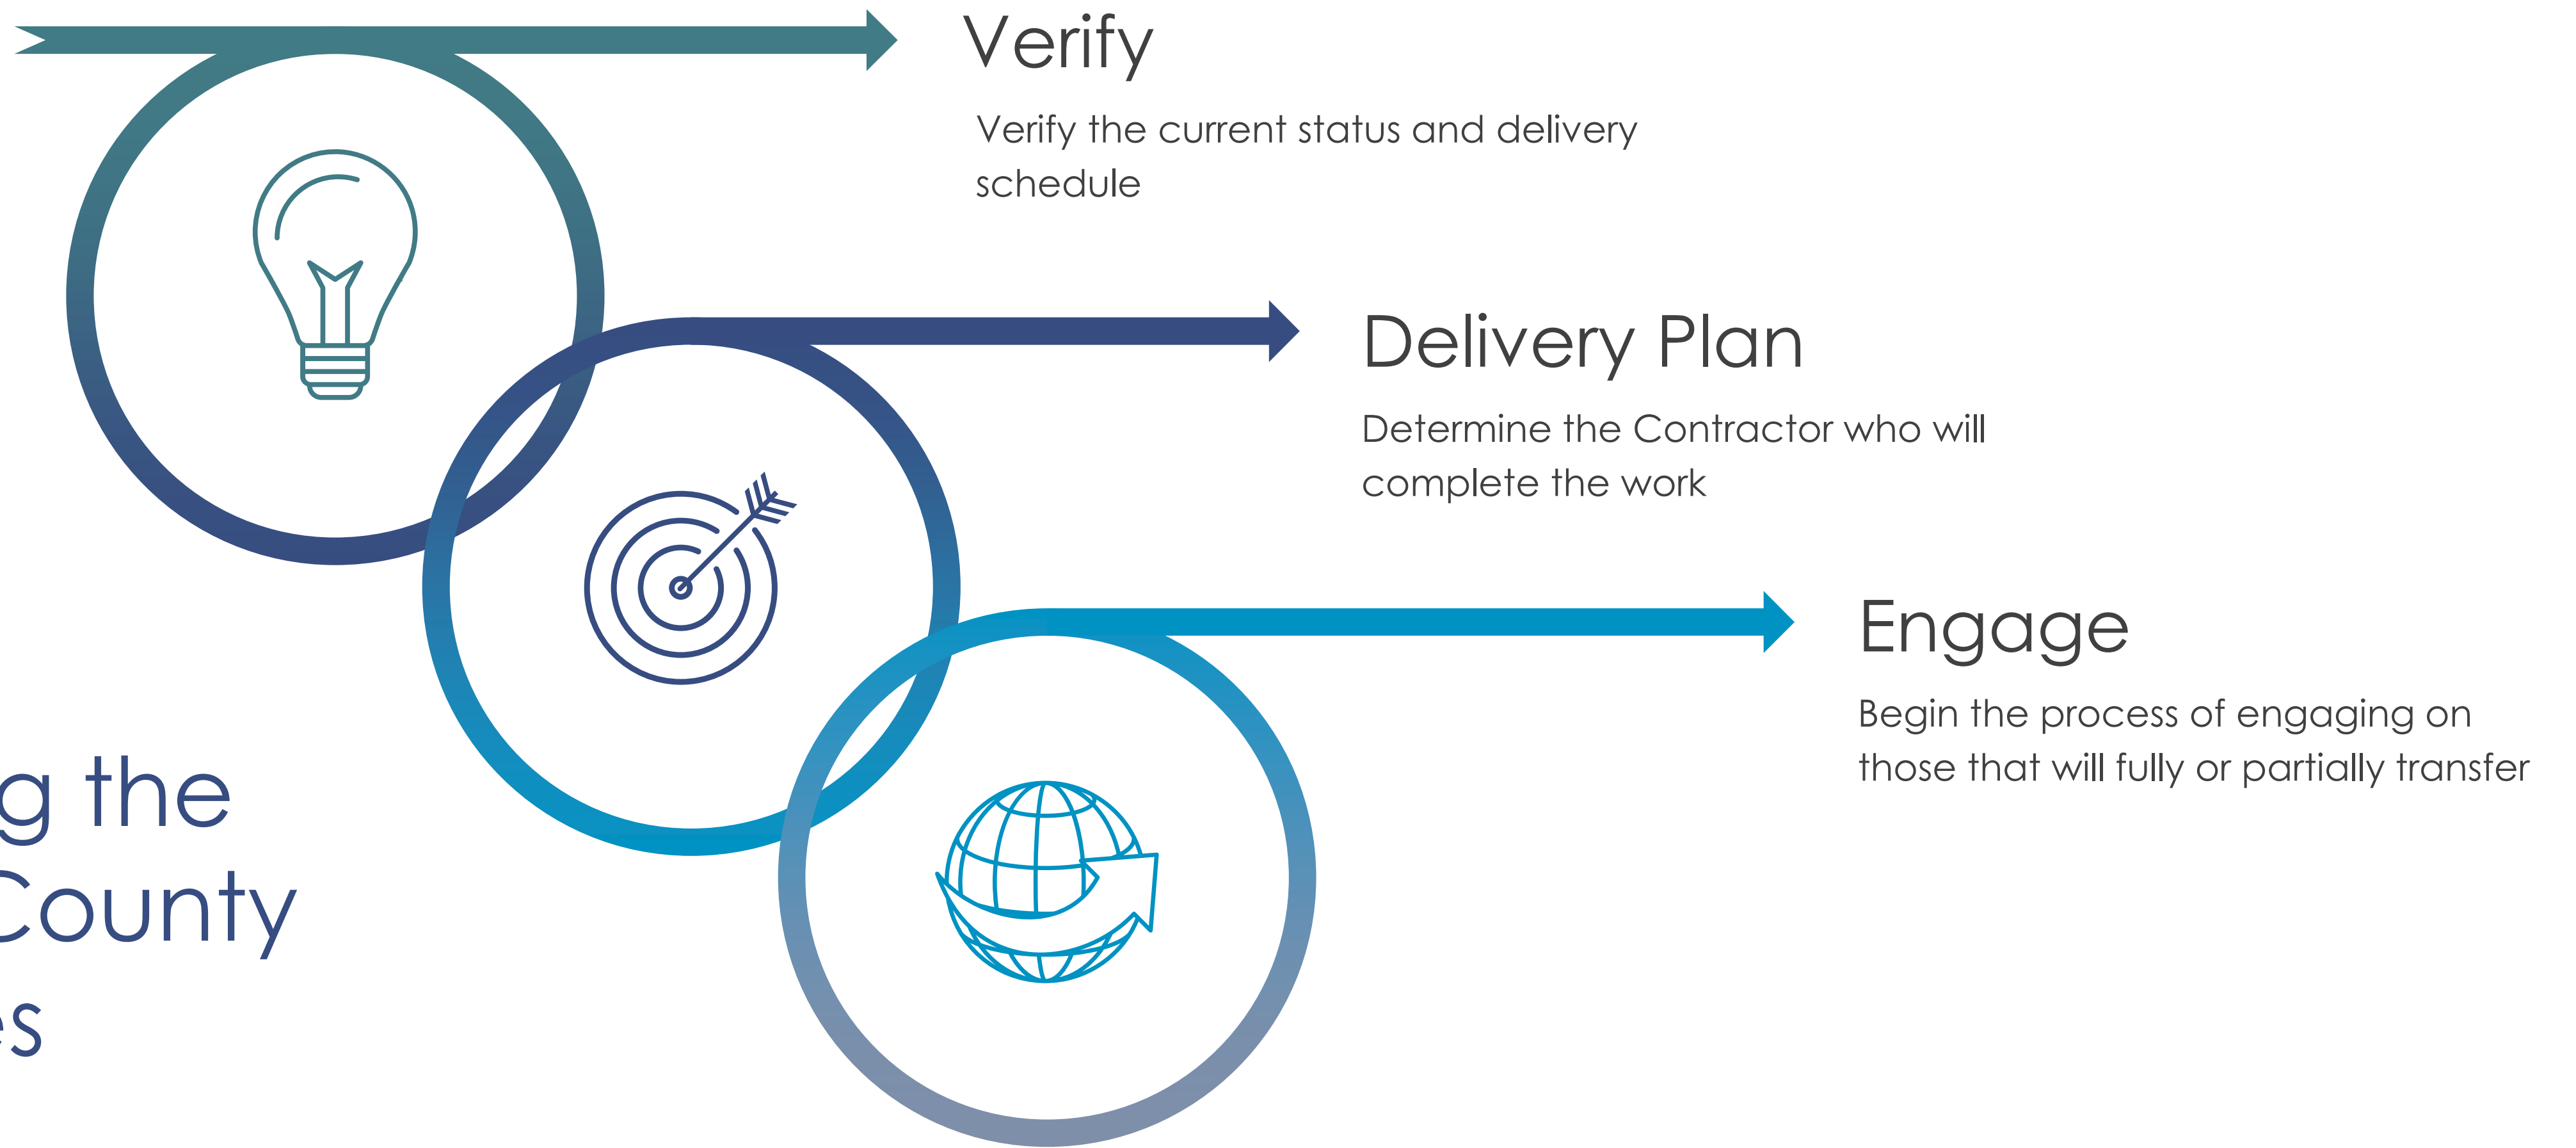 Verify
Verify the current status and delivery
schedule
Delivery Plan
Determine the Contractor who will
complete the work
Engage
Begin the process of engaging on
those that will fully or partially transfer
the
County